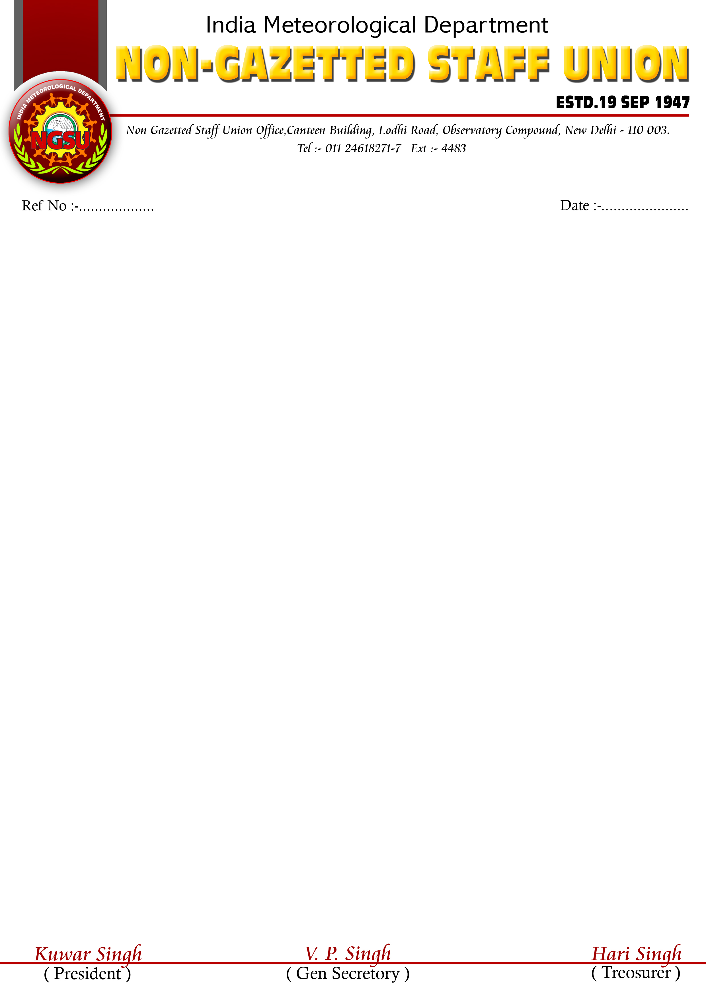 India Meteorological Department
NON-GAZETTED STAFF UNION
ESTD.19 SEP 1947
INDIA METEOROLOGICAL DEPARTMENT
NGSU
Non Gazetted Staff Union Office,Canteen Building, Lodhi Road, Observatory Compound, New Delhi - 110 003.
Tel :- 011 24618271-7 Ext :- 4483
Ref No :-................... Date :-......................
Kuwar Singh V. P. Singh Hari Singh
( President ) ( Gen Secretory ) ( Treosurer )